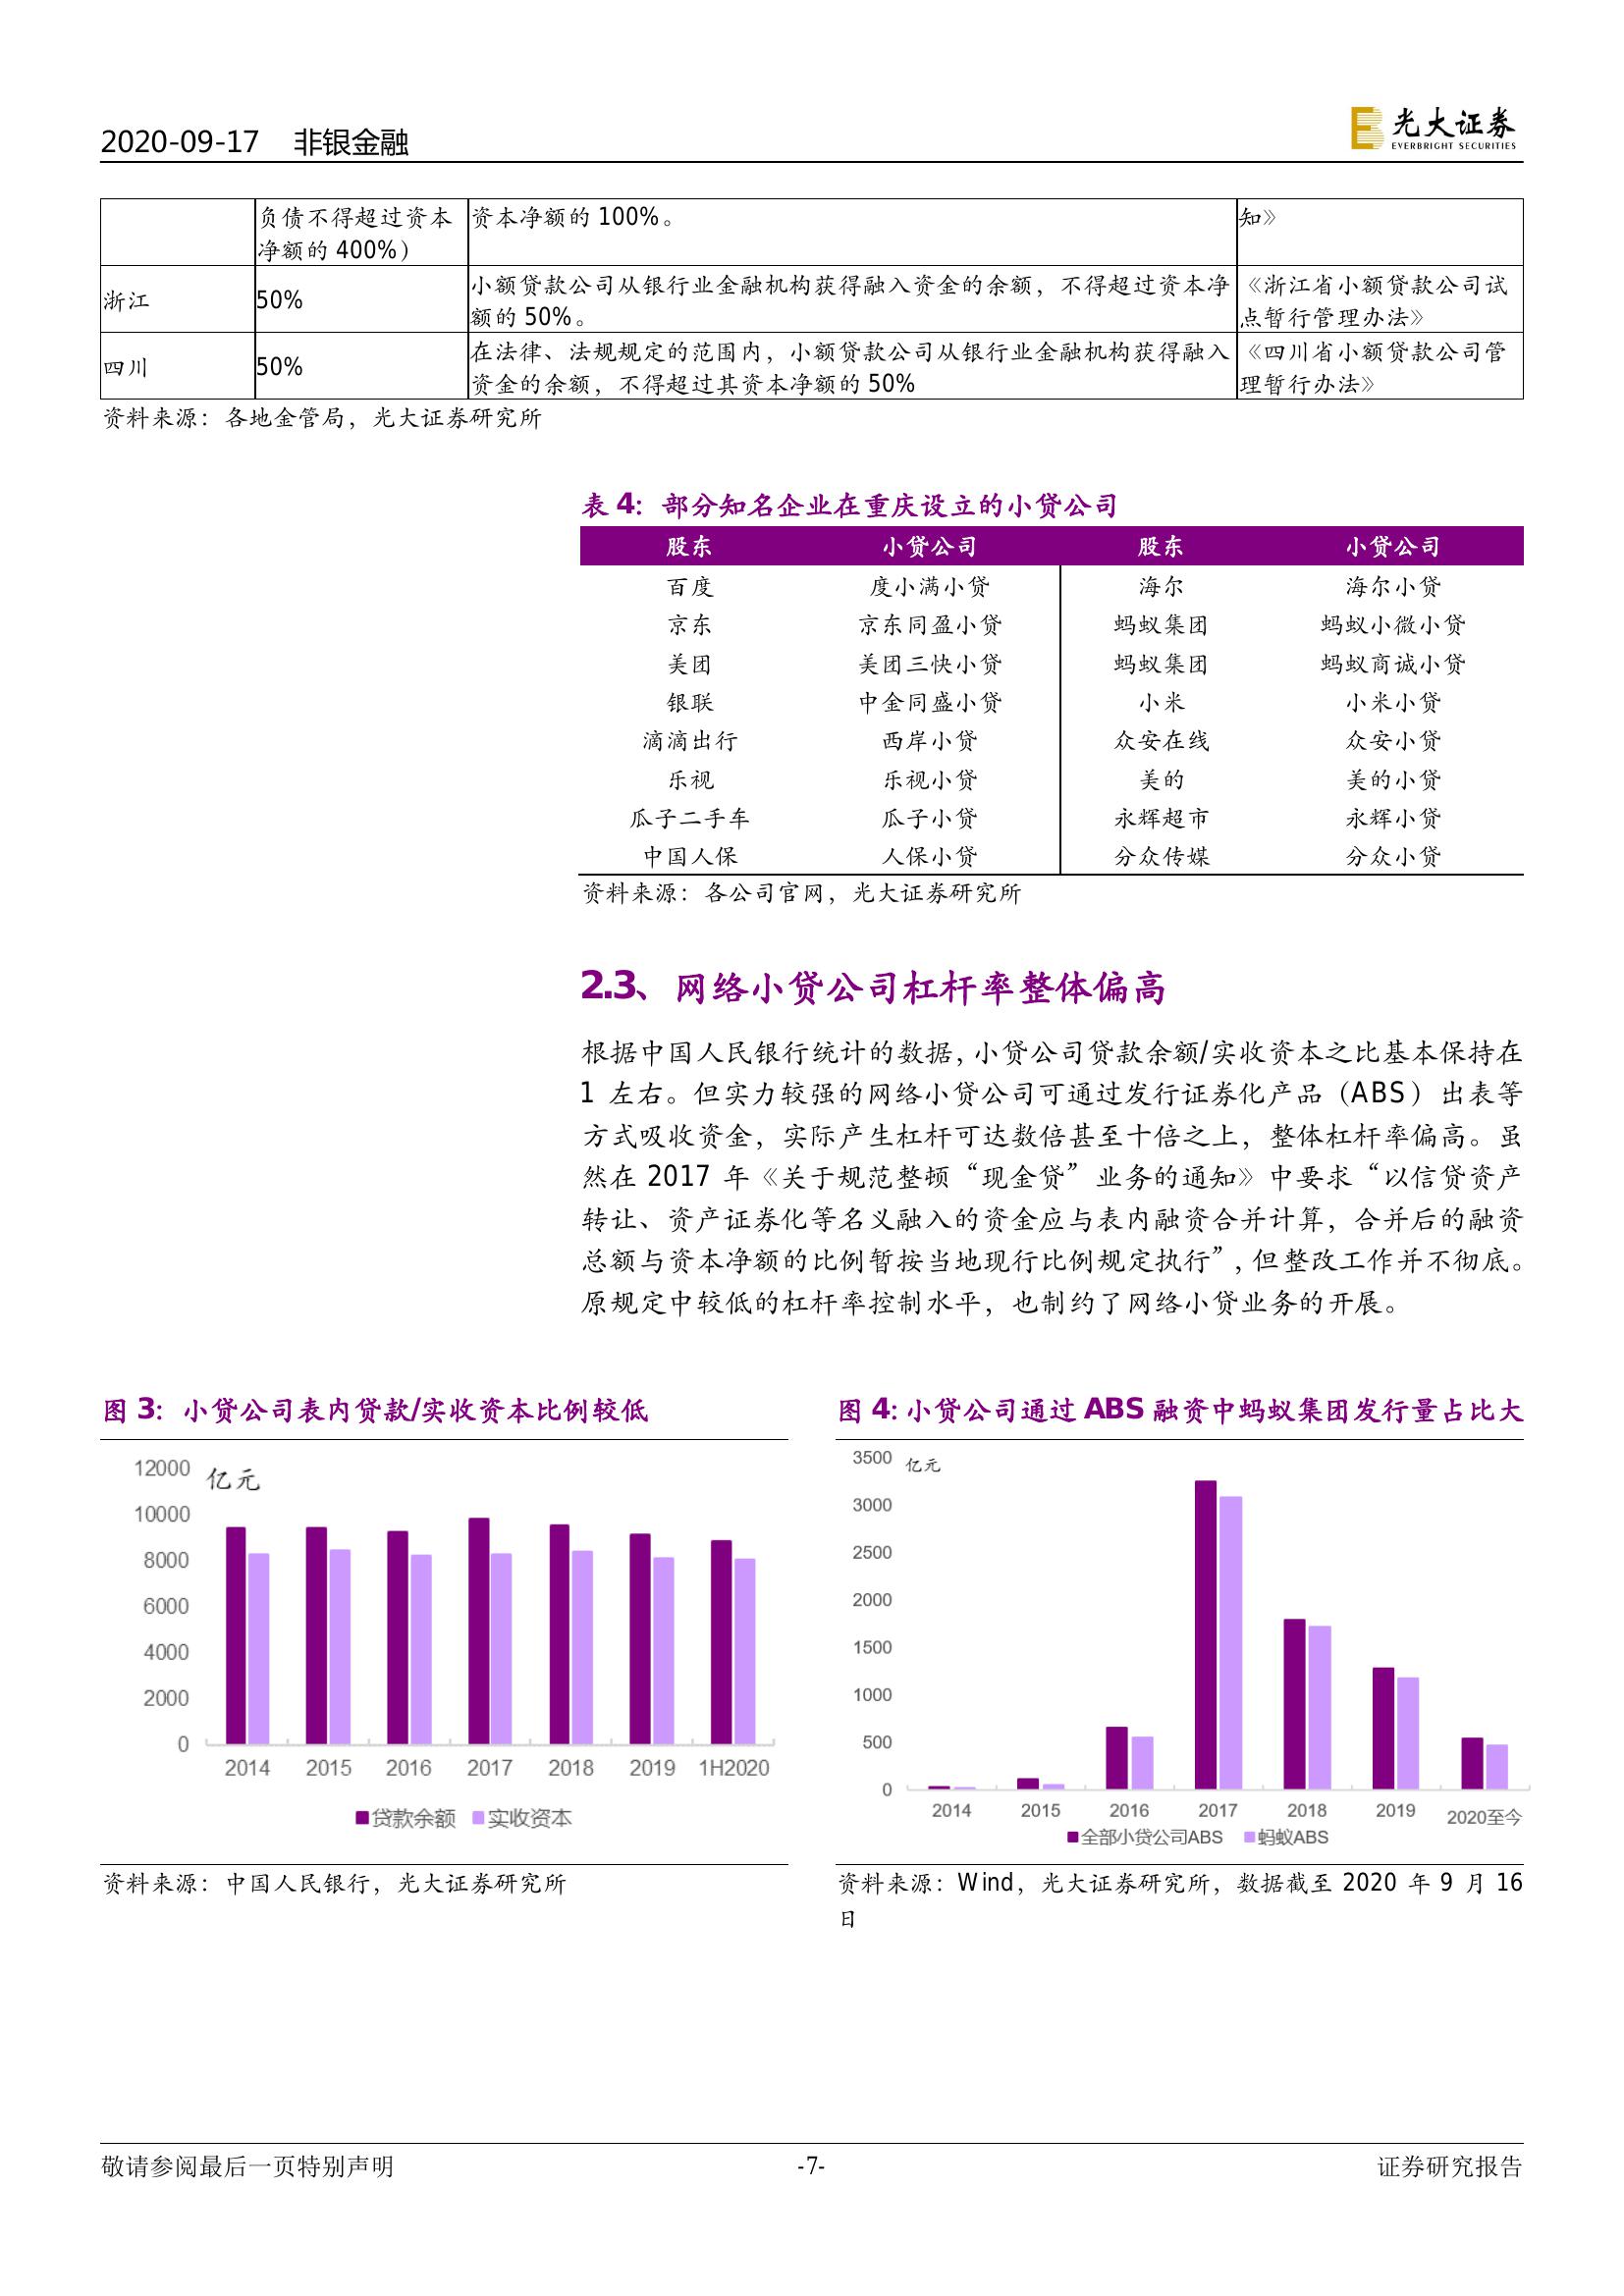 2020-09-17 非银金融
光大证券
EVERBRIGHT SECURITIES
负债不得超过资本 资本净额的 100%。 知》
净额的 400%）
浙江 50% 小额贷款公司从银行业金融机构获得融入资金的余额，不得超过资本净 《浙江省小额贷款公司试
额的 50%。 点暂行管理办法》
四川 50% 在法律、法规规定的范围内，小额贷款公司从银行业金融机构获得融入 《四川省小额贷款公司管
资金的余额，不得超过其资本净额的 50% 理暂行办法》
资料来源：各地金管局，光大证券研究所
表 4：部分知名企业在重庆设立的小贷公司
股东 小贷公司 股东 小贷公司
百度 度小满小贷 海尔 海尔小贷
京东 京东同盈小贷 蚂蚁集团 蚂蚁小微小贷
美团 美团三快小贷 蚂蚁集团 蚂蚁商诚小贷
银联 中金同盛小贷 小米 小米小贷
滴滴出行 西岸小贷 众安在线 众安小贷
乐视 乐视小贷 美的 美的小贷
瓜子二手车 瓜子小贷 永辉超市 永辉小贷
中国人保 人保小贷 分众传媒 分众小贷
资料来源：各公司官网，光大证券研究所
2.3、网络小贷公司杠杆率整体偏高
根据中国人民银行统计的数据，小贷公司贷款余额/实收资本之比基本保持在
1 左右。但实力较强的网络小贷公司可通过发行证券化产品（ABS）出表等
方式吸收资金，实际产生杠杆可达数倍甚至十倍之上，整体杠杆率偏高。虽
然在 2017 年《关于规范整顿“现金贷”业务的通知》中要求“以信贷资产
转让、资产证券化等名义融入的资金应与表内融资合并计算，合并后的融资
总额与资本净额的比例暂按当地现行比例规定执行”，但整改工作并不彻底。
原规定中较低的杠杆率控制水平，也制约了网络小贷业务的开展。
图 3：小贷公司表内贷款/实收资本比例较低
12000
亿元
10000
8000
6000
4000
2000
0
2014 2015 2016 2017 2018 2019 1H2020
贷款余额 实收资本
资料来源：中国人民银行，光大证券研究所
图 4：小贷公司通过 ABS 融资中蚂蚁集团发行量占比大
3500
亿元
3000
2500
2000
1500
1000
500
0
2014 2015 2016 2017 2018 2019 2020至今
全部小贷公司ABS 蚂蚁ABS
资料来源：Wind，光大证券研究所，数据截至 2020 年 9 月 16
日
敬请参阅最后一页特别声明 -7- 证券研究报告